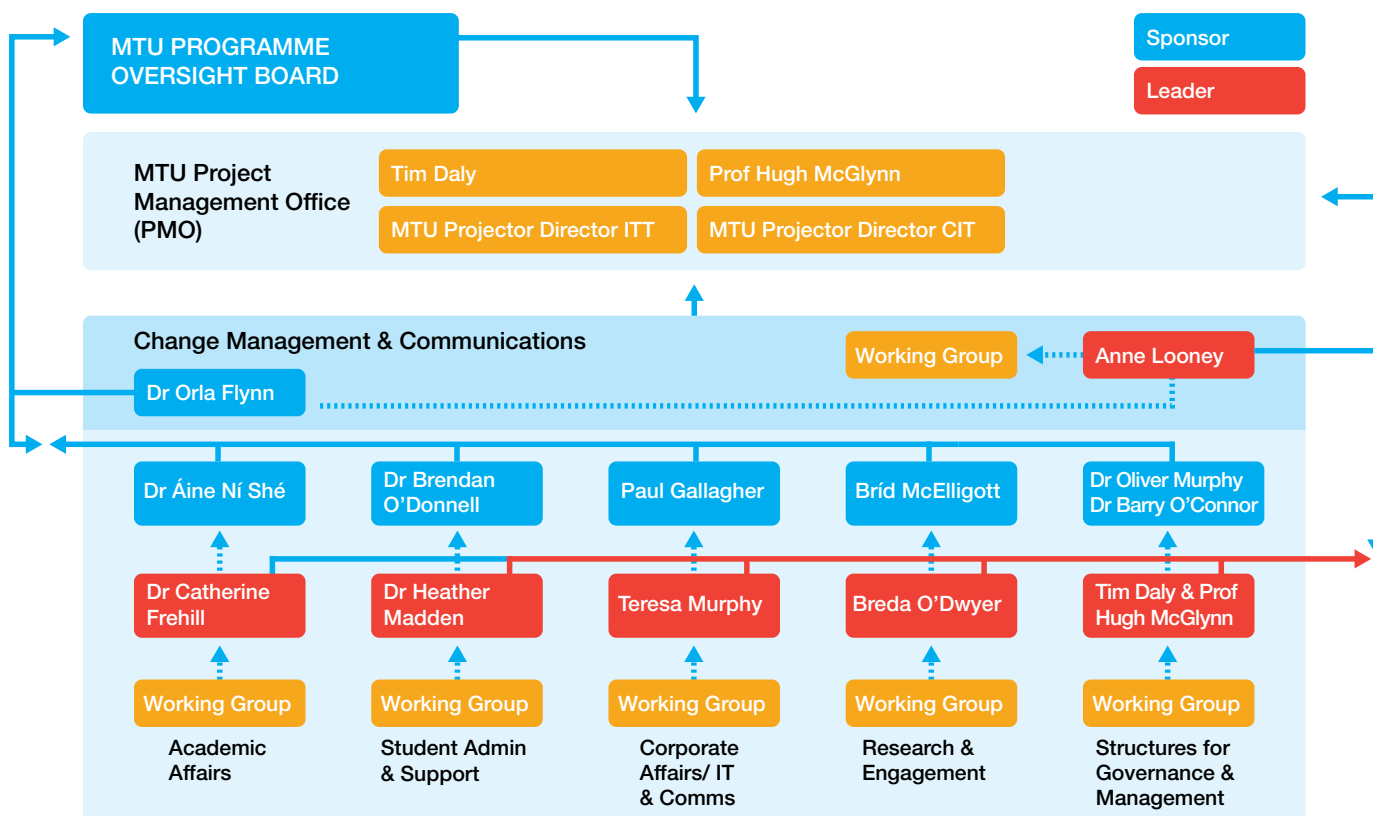 MTU PROGRAMME
OVERSIGHT BOARD
Sponsor
Leader
MTU Project
Management Office
(PMO)
Tim Daly
Prof Hugh McGlynn
MTU Projector Director ITT
MTU Projector Director CIT
Change Management & Communications
Working Group
Anne Looney
Dr Orla Flynn
Dr Áine Ní Shé
Dr Brendan
O’Donnell
Paul Gallagher
Bríd McElligott
Dr Oliver Murphy
Dr Barry O’Connor
Dr Catherine
Frehill
Dr Heather
Madden
Teresa Murphy
Breda O’Dwyer
Tim Daly & Prof
Hugh McGlynn
Working Group
Working Group
Working Group
Working Group
Working Group
Academic
Affairs
Student Admin
& Support
Corporate
Affairs/ IT
& Comms
Research &
Engagement
Structures for
Governance &
Management